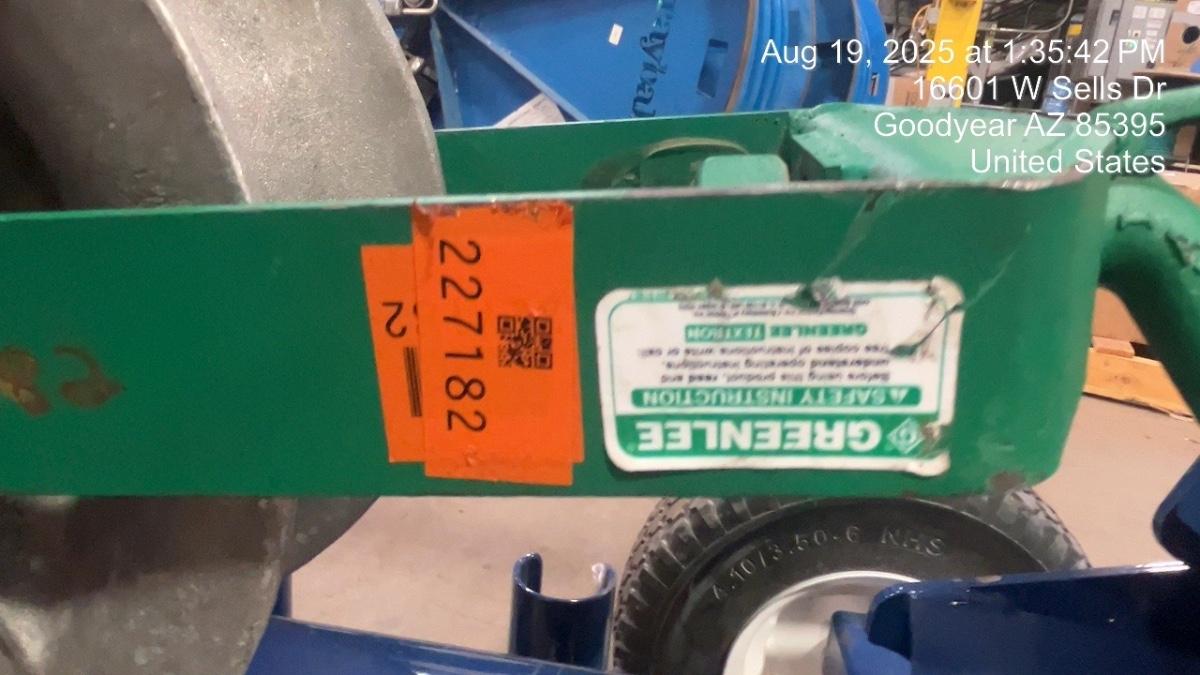 Aug 19, 2025 at 1:35:42 PM
16601 W Sells Dr
Goodyear AZ 85395
United States
227182
2
GREENLEE
SAFETY INSTRUCTION
Before using this product, read and
understand operating instructions.
free copies of instructions write or call:
GREENLEE TEXTRON
4.10/3.50-6 NHS